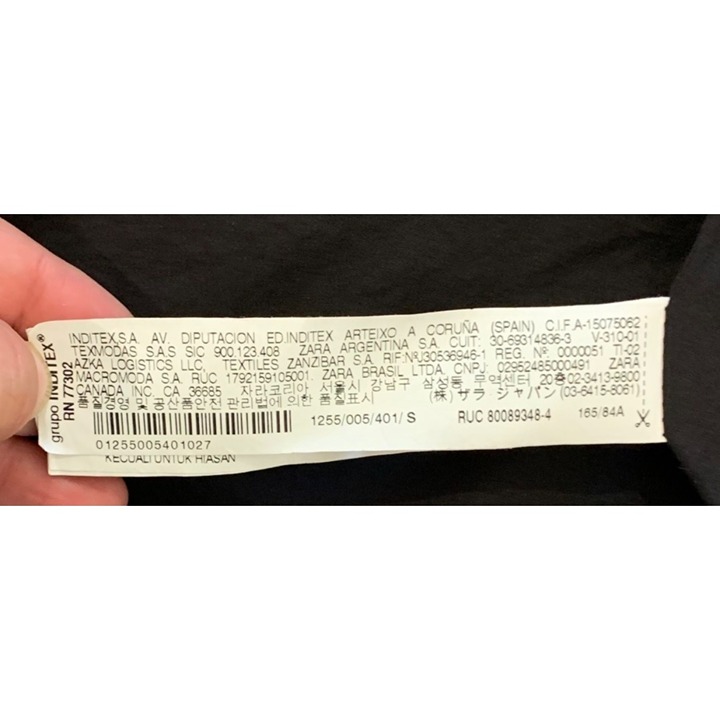 grupo INDITEX®
RN 77302
INDITEX,S.A. AV. DIPUTACION ED.INDITEX ARTEIXO A CORUÑA (SPAIN) C.I.F.A-15075062
TEXMODAS S.A.S SIC 900.123.408 ZARA ARGENTINA S.A. CUIT: 30-69314836-3 V-310-01
AZKA LOGISTICS LLC, TEXTILES ZANZIBAR S.A. RIF:NºJ30536946-1 REG. Nº: 0000051 TI-02
MACROMODA S.A. RUC 1792159105001. ZARA BRASIL LTDA. CNPJ: 02952485000491 ZARA
CANADA INC. CA 36685 자라코리아 서울시 강남구 삼성동 무역센터 20층 02-3413-9800
품질경영 및 공산품안전 관리법에 의한 품질표시 (株) ザラ ジャパン (03-6415-8061)
1255/005/401/ S RUC 80089348-4 165/84A
01255005401027
KECUALI UNTUK HIASAN